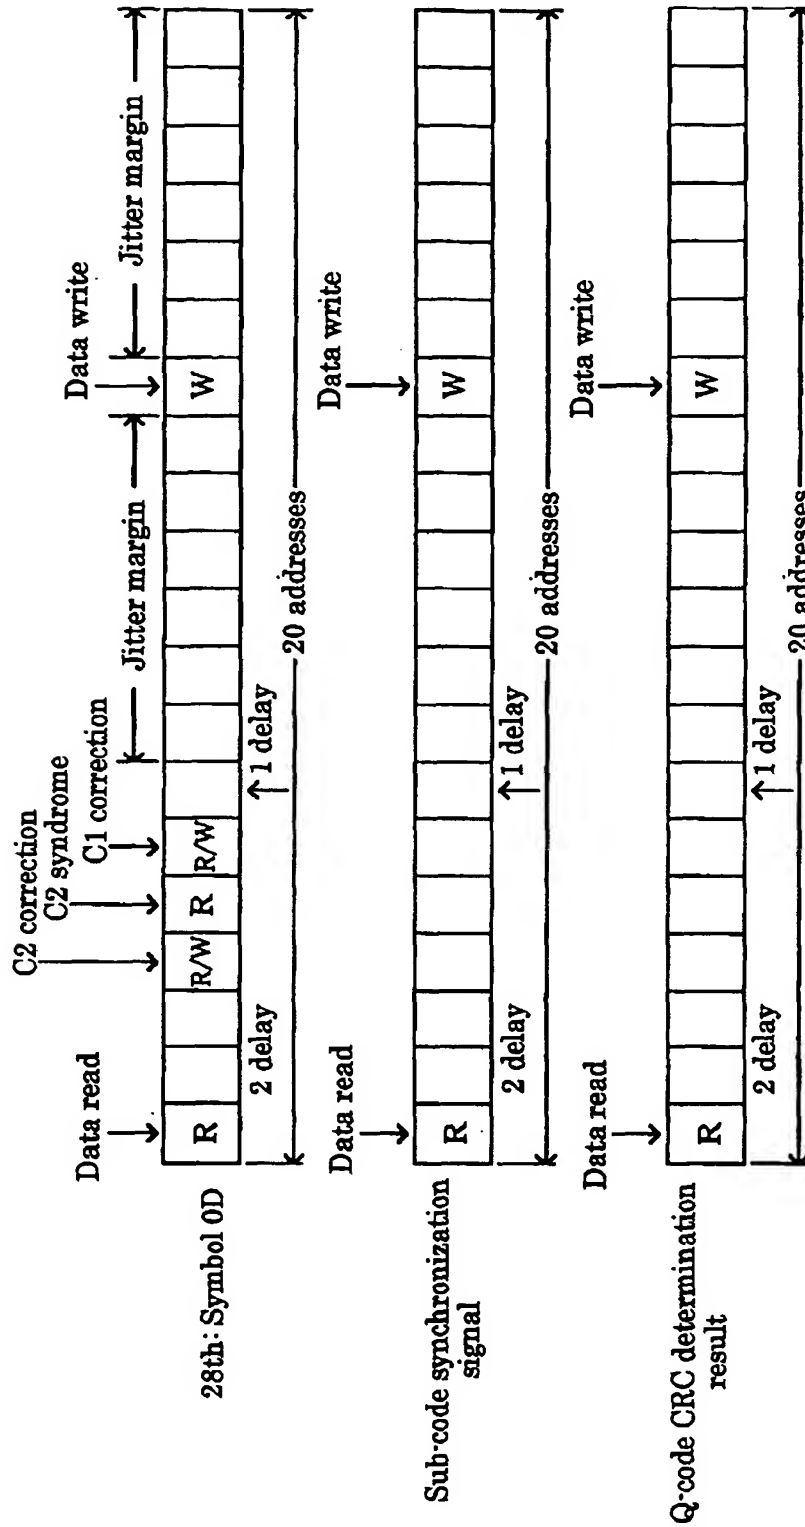 28th: Symbol 0D
Data read
C2 correction
C2 syndrome
C1 correction
Jitter margin
Data write
Jitter margin
R
R/W
R
R/W
W
2 delay
1 delay
20 addresses
Sub-code synchronization
signal
Data read
Data write
R
W
2 delay
1 delay
20 addresses
Q-code CRC determination
result
Data read
Data write
R
W
2 delay
1 delay
20 addresses